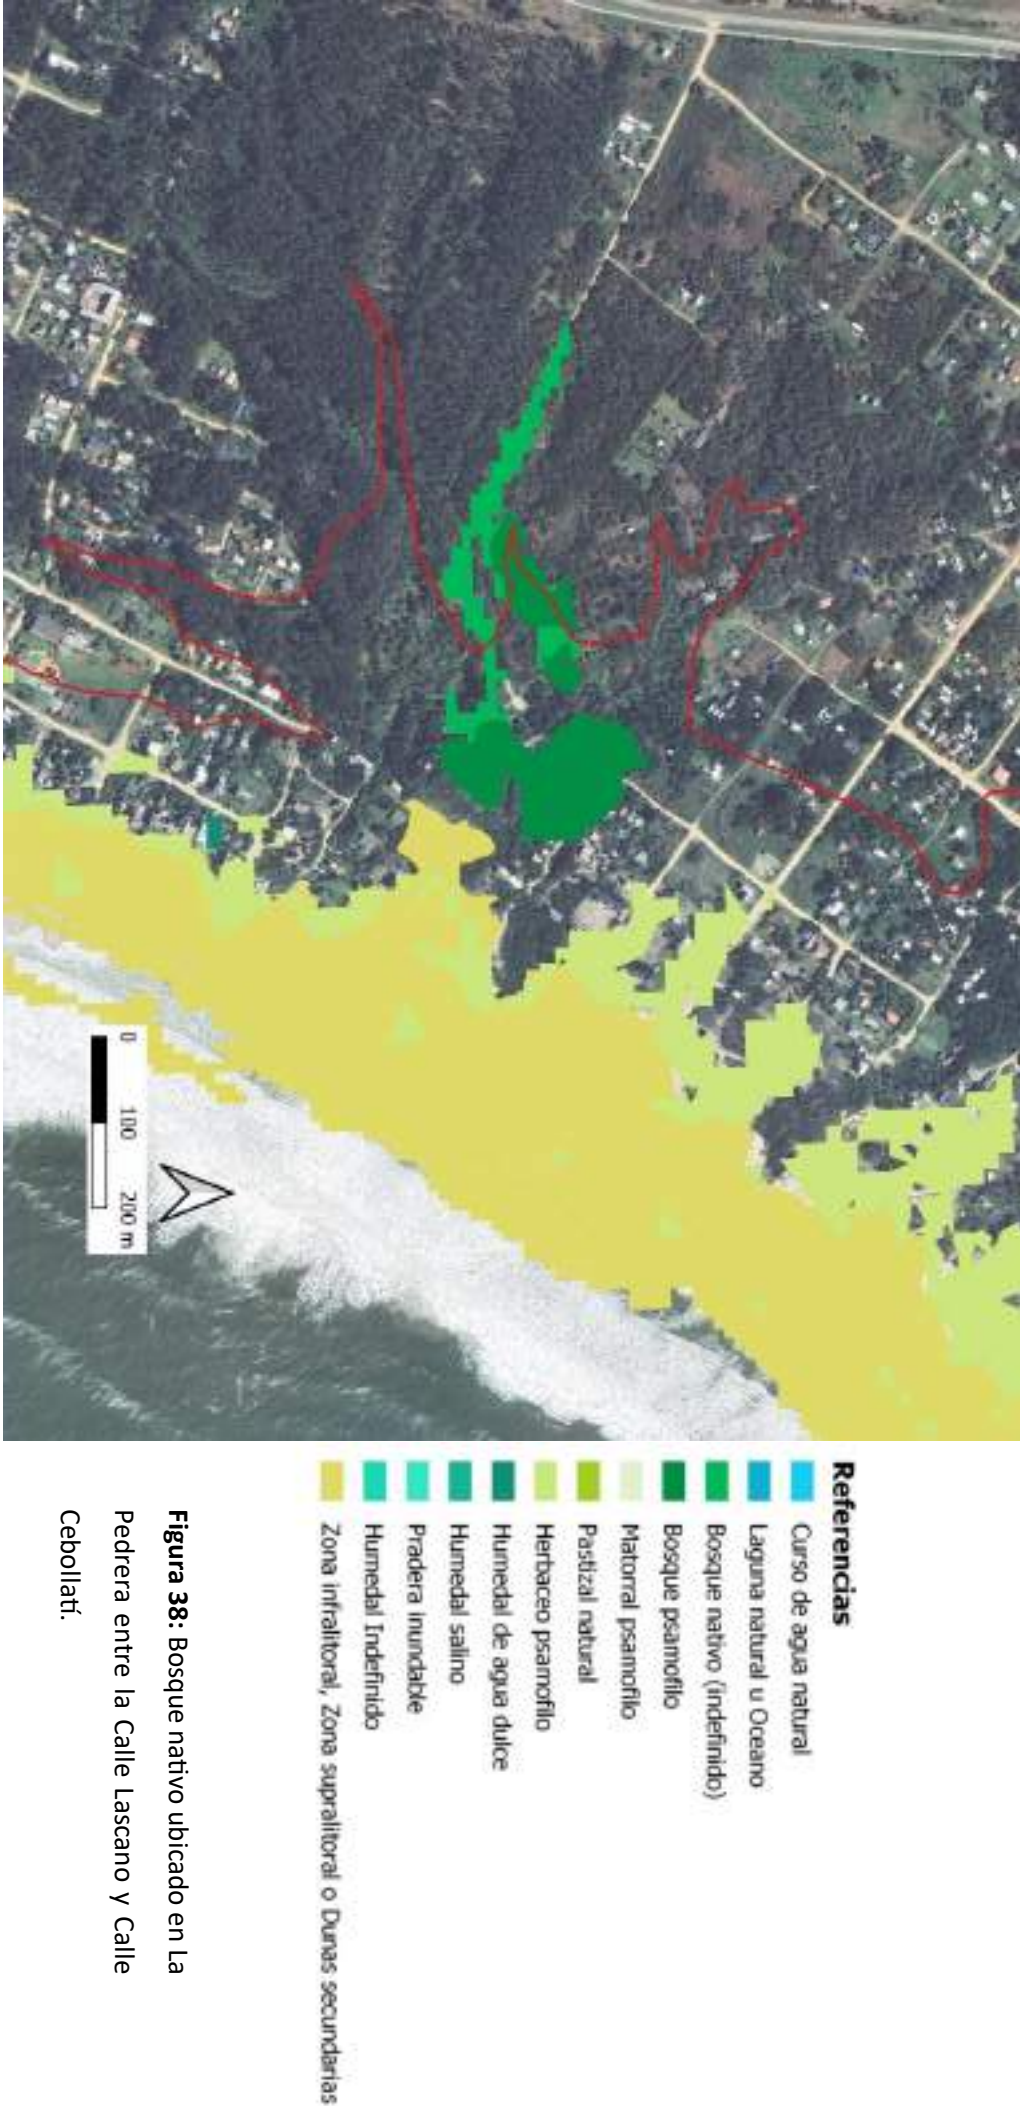 0 100 200 m
Referencias
Curso de agua natural
Laguna natural u Oceano
Bosque nativo (indefinido)
Bosque psamofilo
Matorral psamofilo
Pastizal natural
Herbaceo psamofilo
Humedal de agua dulce
Humedal salino
Pradera inundable
Humedal Indefinido
Zona infralitoral, Zona supralitoral o Dunas secundarias
Figura 38: Bosque nativo ubicado en La
Pedrera entre la Calle Lascano y Calle
Cebollatí.